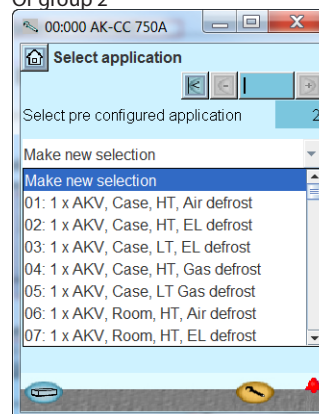 Or group 2
00:000 AK-CC 750A
Select application
Select pre configured application 2
Make new selection
Make new selection
01: 1 x AKV, Case, HT, Air defrost
02: 1 x AKV, Case, HT, EL defrost
03: 1 x AKV, Case, LT, EL defrost
04: 1 x AKV, Case, HT, Gas defrost
05: 1 x AKV, Case, LT Gas defrost
06: 1 x AKV, Room, HT, Air defrost
07: 1 x AKV, Room, HT, EL defrost